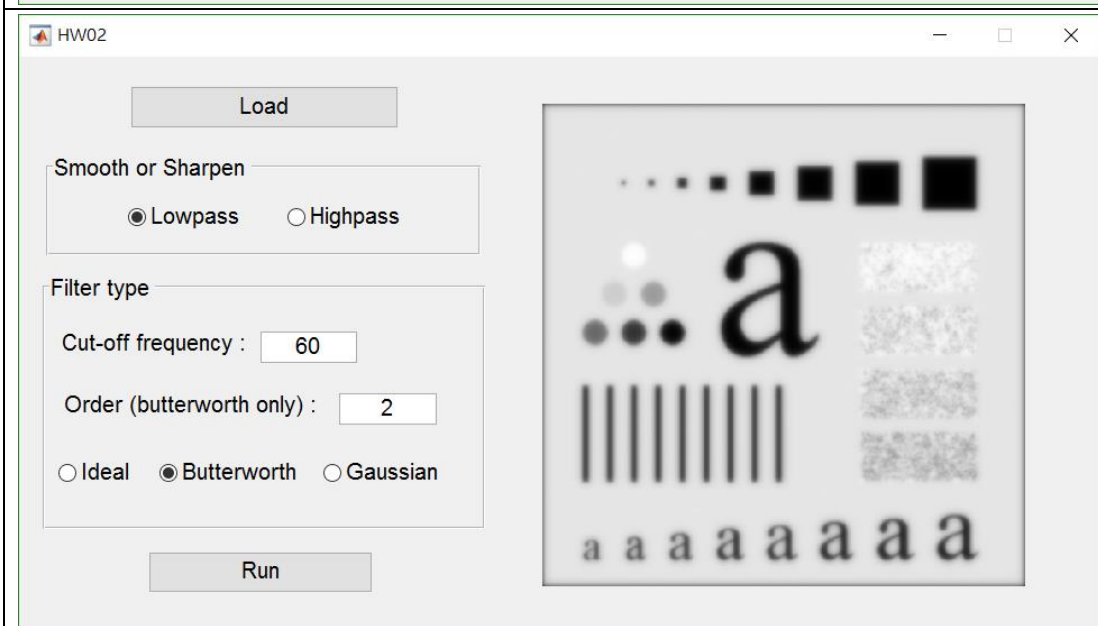 HW02
Load
Smooth or Sharpen
Lowpass Highpass
Filter type
Cut-off frequency : 60
Order (butterworth only) : 2
Ideal Butterworth Gaussian
Run
a
a a a a a a a a